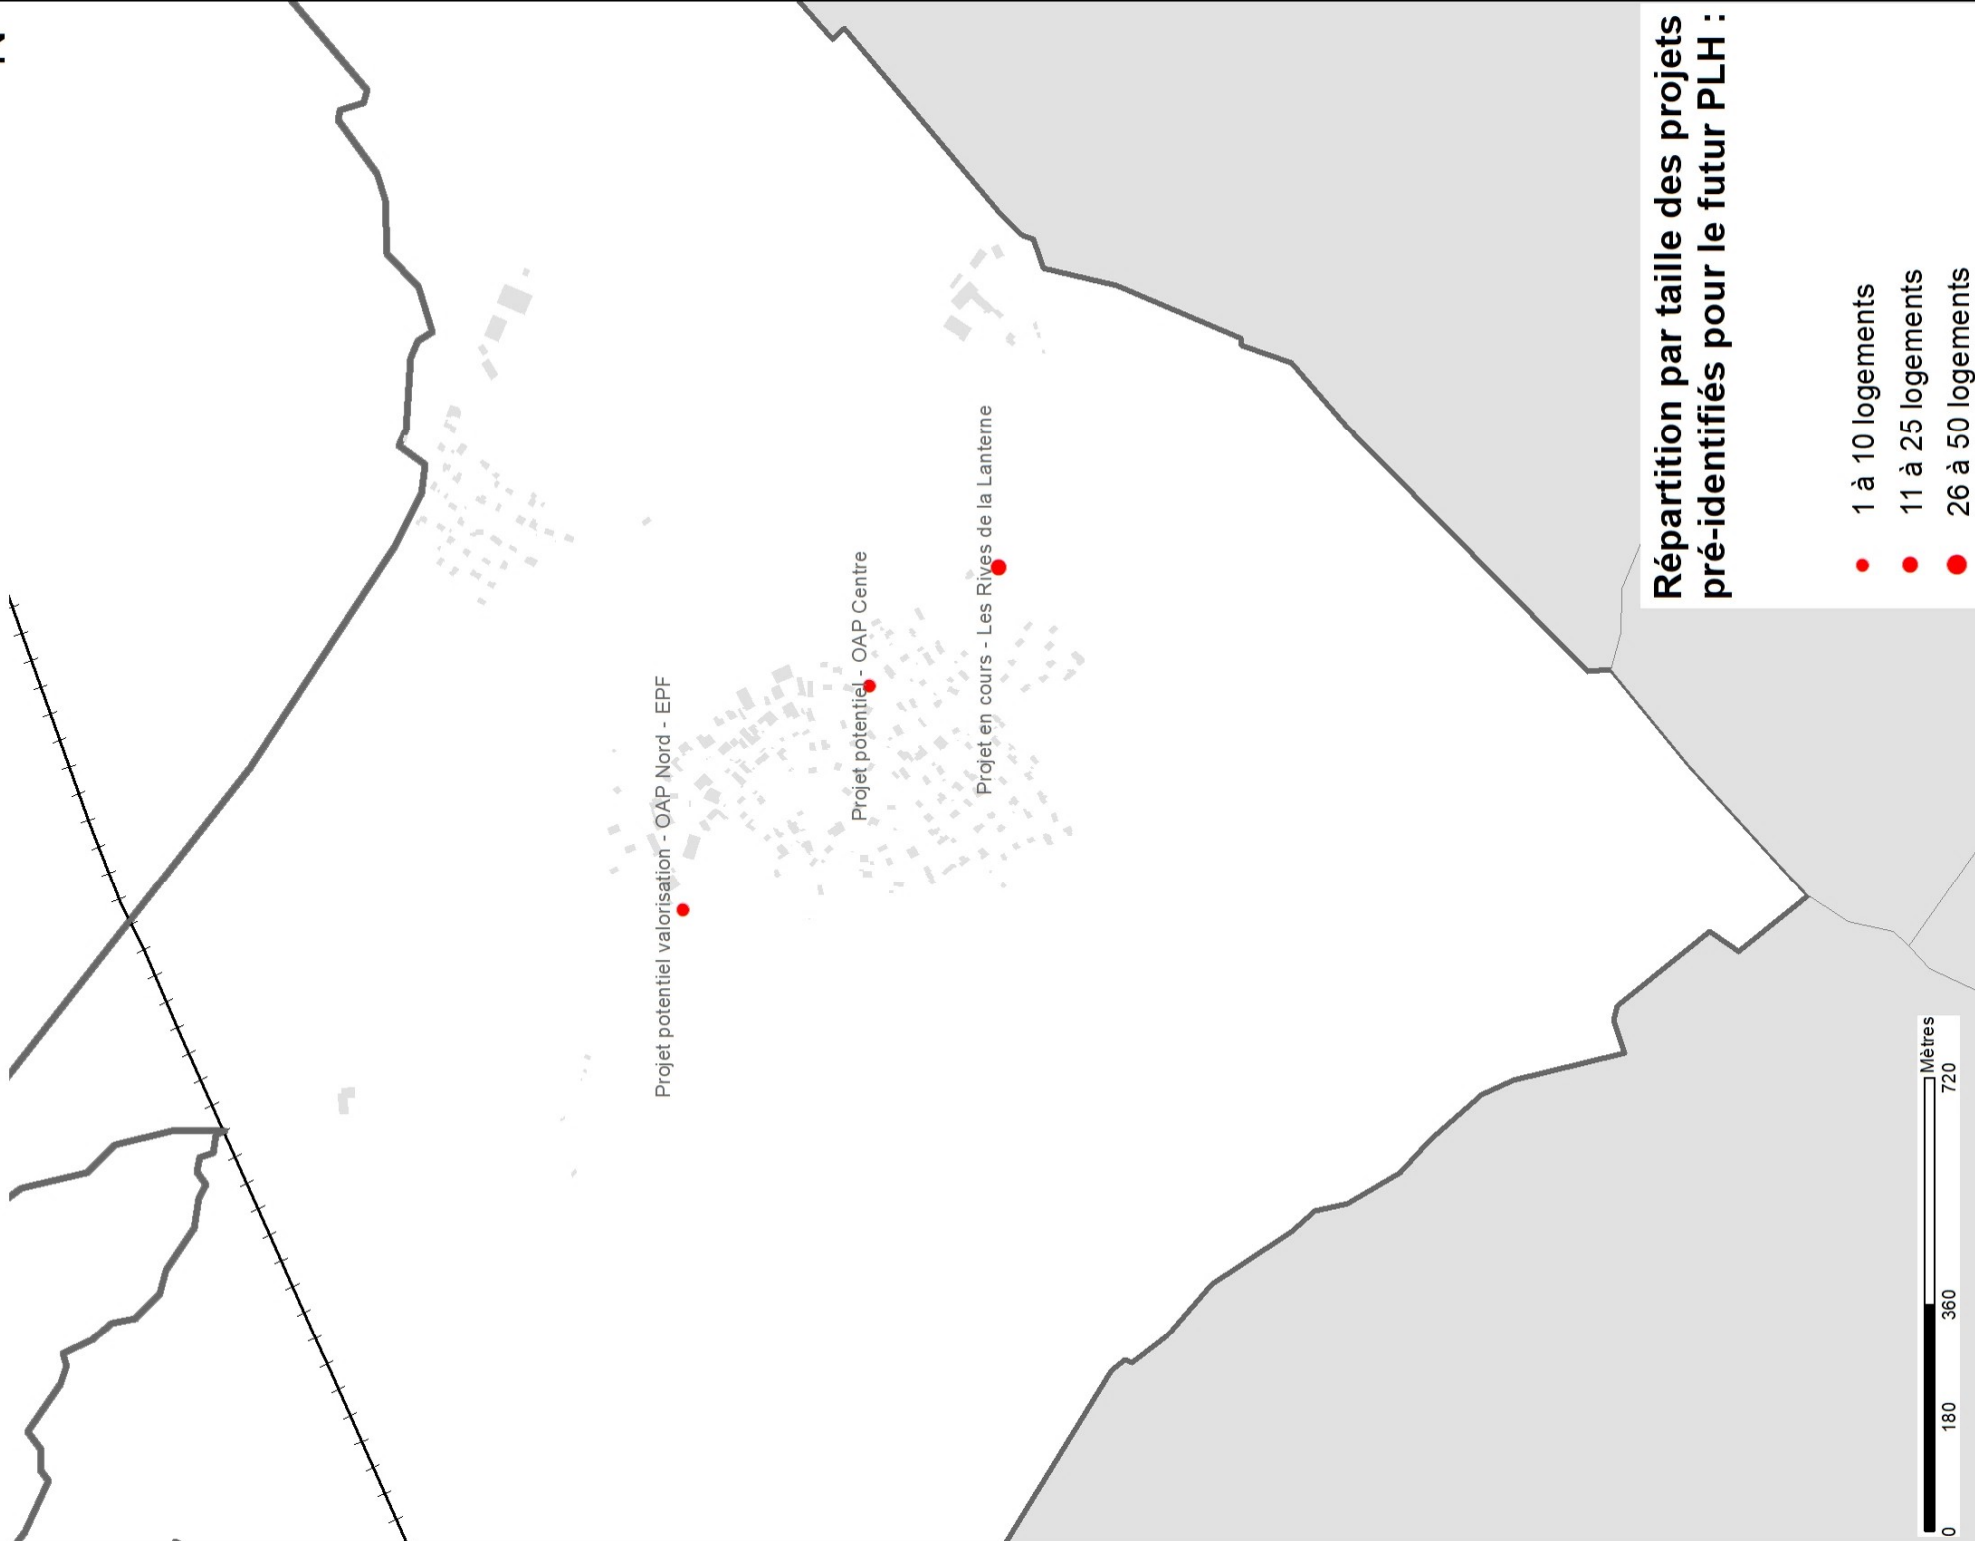 Projet potentiel valorisation - OAP Nord - EPF
Projet potentiel - OAP Centre
Projet en cours - Les Rives de la Lanterne
Répartition par taille des projets
pré-identifiés pour le futur PLH :
1 à 10 logements
11 à 25 logements
26 à 50 logements
Mètres
0 180 360 720